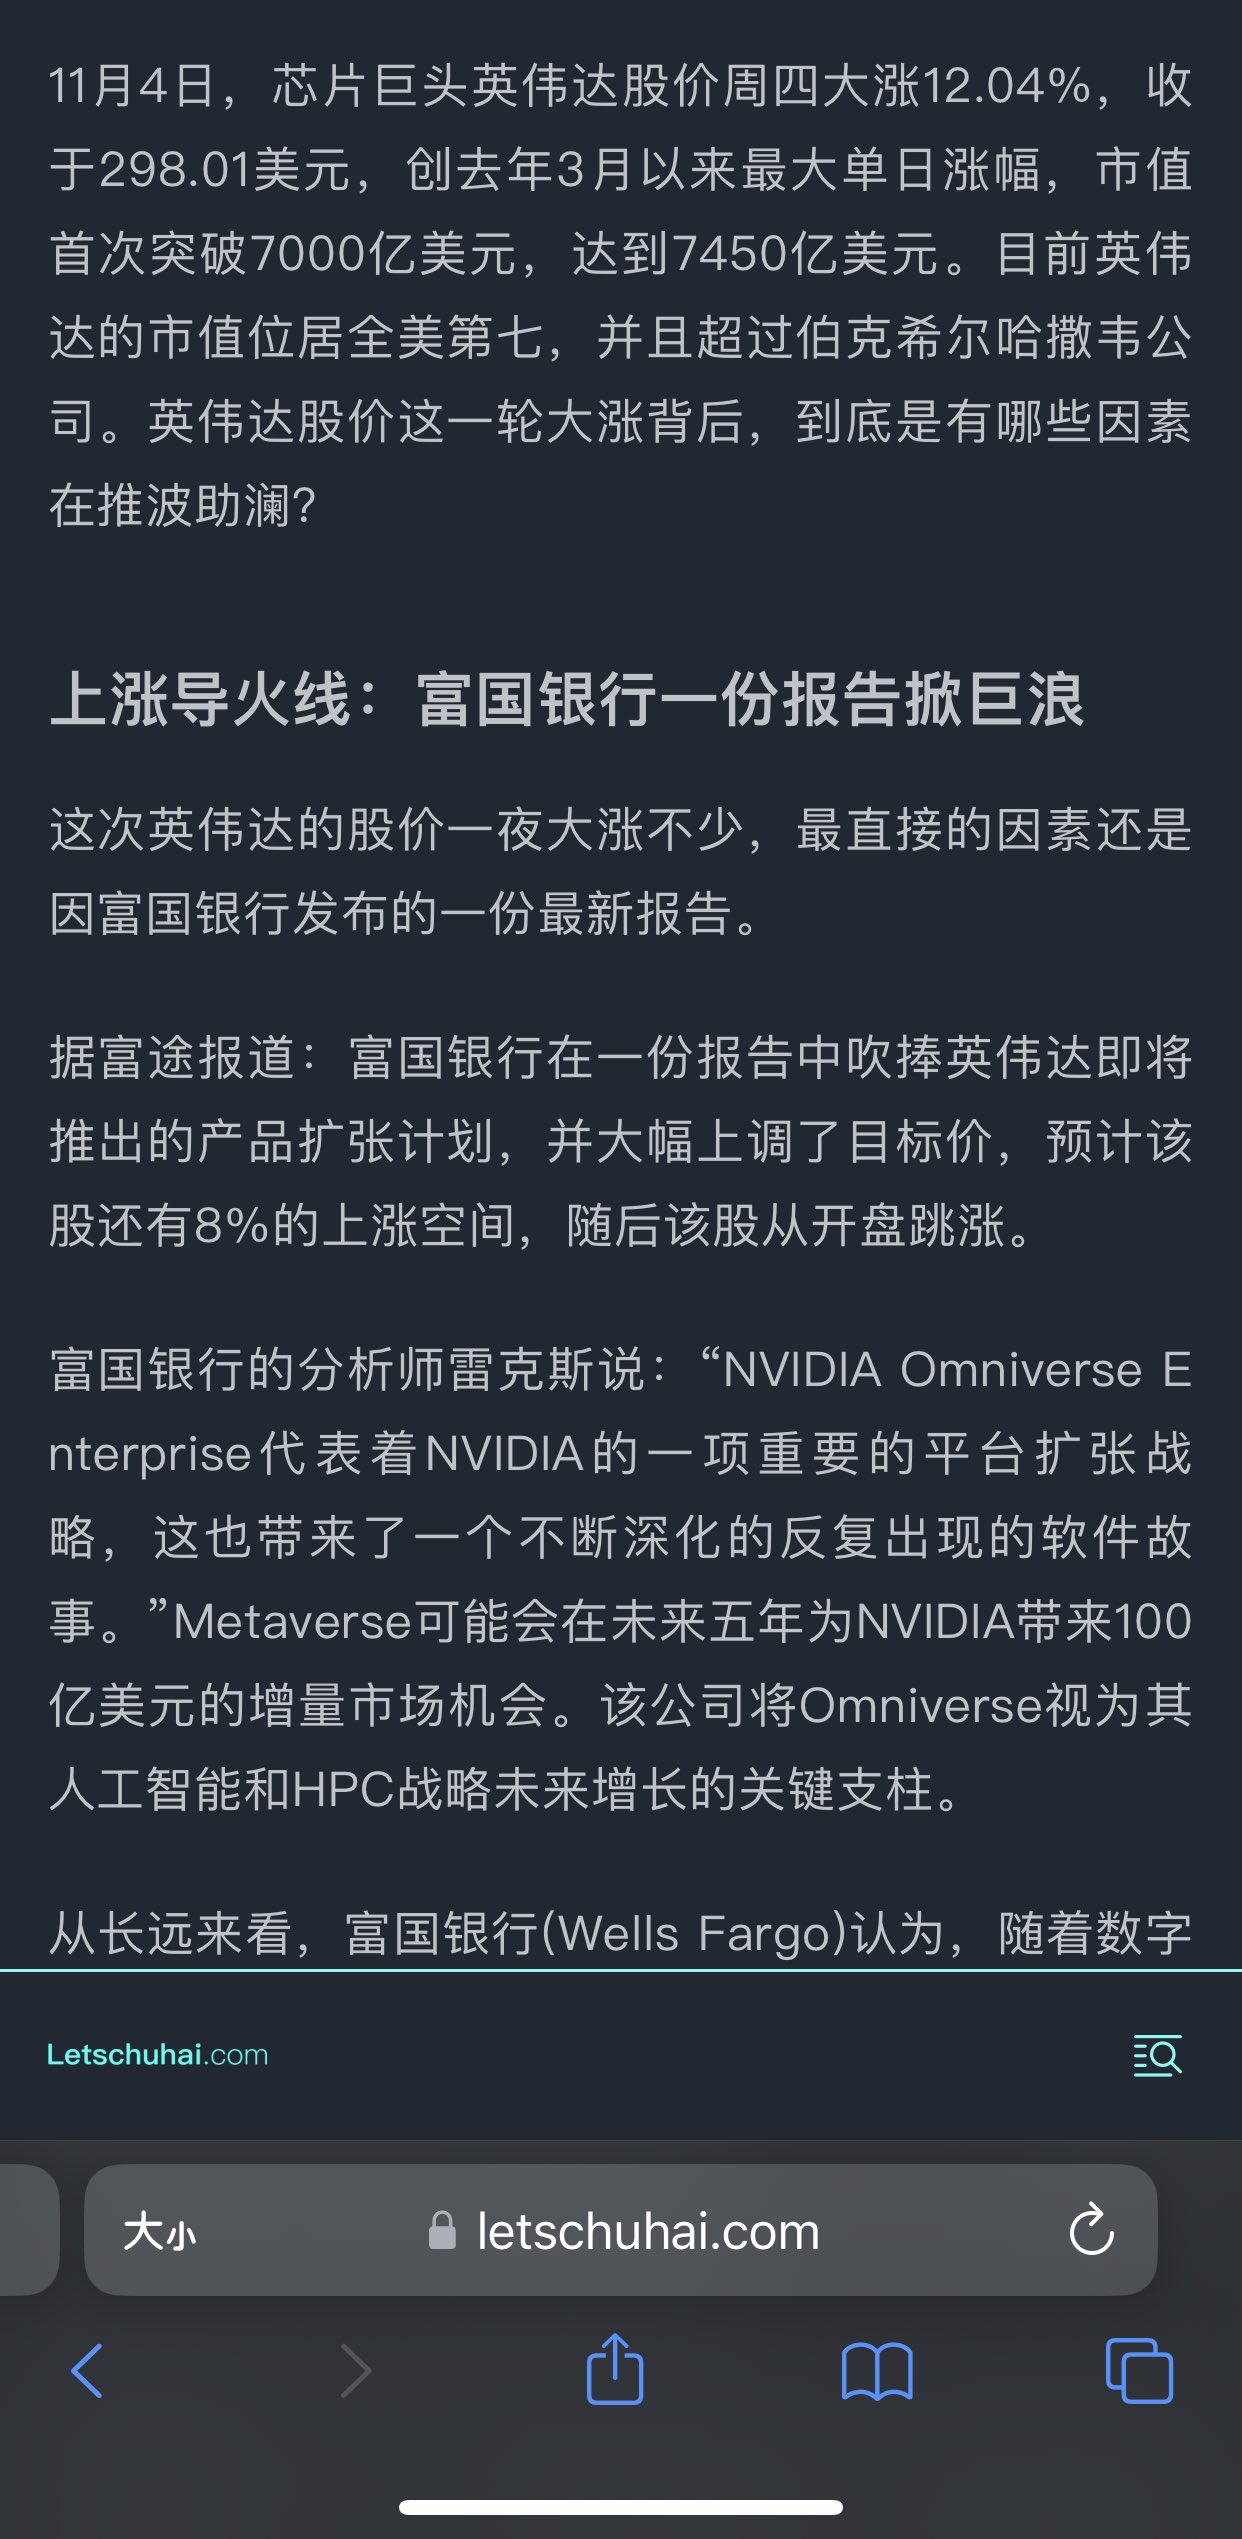 11月4日，芯片巨头英伟达股价周四大涨12.04%，收
于298.01美元，创去年3月以来最大单日涨幅，市值
首次突破7000亿美元，达到7450亿美元。目前英伟
达的市值位居全美第七，并且超过伯克希尔哈撒韦公
司。英伟达股价这一轮大涨背后，到底是有哪些因素
在推波助澜？
上涨导火线：富国银行一份报告掀巨浪
这次英伟达的股价一夜大涨不少，最直接的因素还是
因富国银行发布的一份最新报告。
据富途报道：富国银行在一份报告中吹捧英伟达即将
推出的产品扩张计划，并大幅上调了目标价，预计该
股还有8%的上涨空间，随后该股从开盘跳涨。
富国银行的分析师雷克斯说：“NVIDIA Omniverse E
nterprise代表着NVIDIA的一项重要的平台扩张战
略，这也带来了一个不断深化的反复出现的软件故
事。”Metaverse可能会在未来五年为NVIDIA带来100
亿美元的增量市场机会。该公司将Omniverse视为其
人工智能和HPC战略未来增长的关键支柱。
从长远来看，富国银行(Wells Fargo)认为，随着数字
Letschuhai.com
大小 letschuhai.com